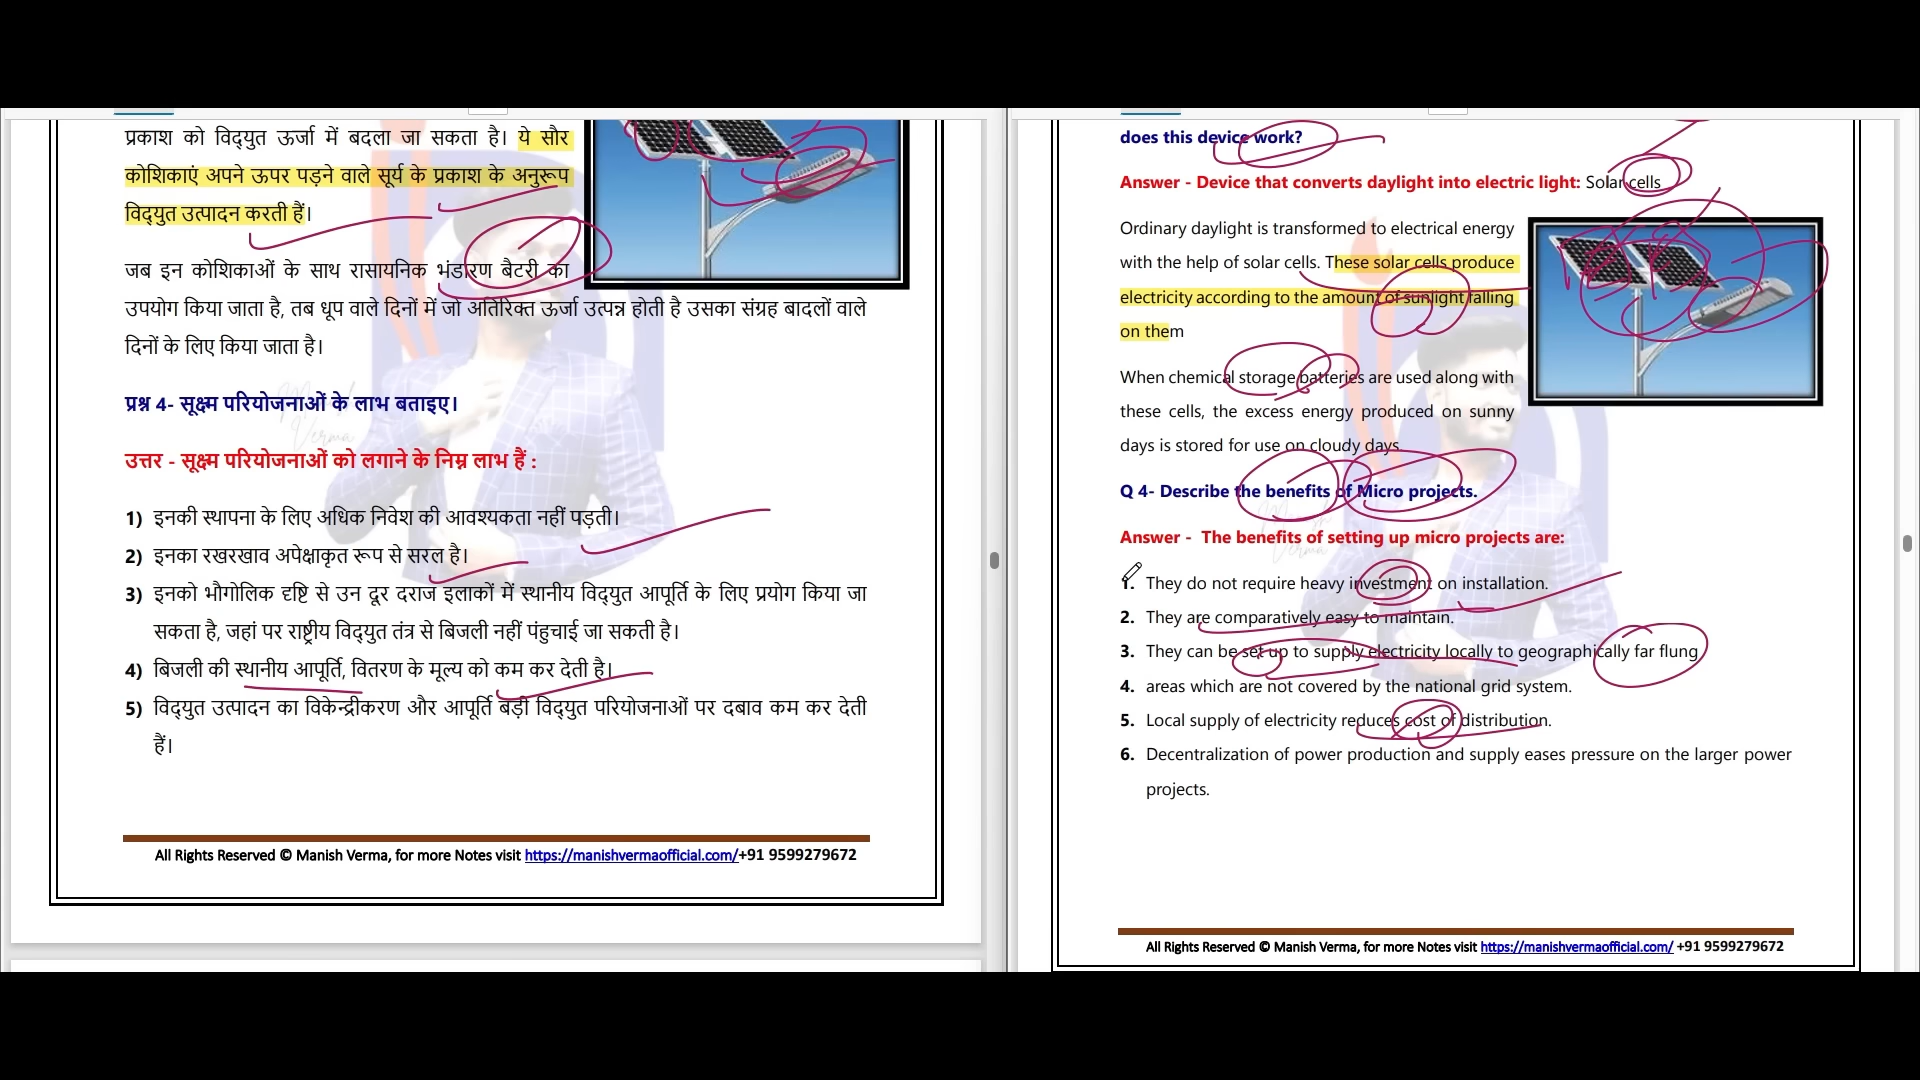 प्रकाश को विद्युत ऊर्जा में बदला जा सकता है। ये सौर
कोशिकाएं अपने ऊपर पड़ने वाले सूर्य के प्रकाश के अनुरूप
विद्युत उत्पादन करती हैं।
जब इन कोशिकाओं के साथ रासायनिक भंडारण बैटरी का
उपयोग किया जाता है, तब धूप वाले दिनों में जो अतिरिक्त ऊर्जा उत्पन्न होती है उसका संग्रह बादलों वाले
दिनों के लिए किया जाता है।
प्रश्न 4- सूक्ष्म परियोजनाओं के लाभ बताइए।
उत्तर - सूक्ष्म परियोजनाओं को लगाने के निम्न लाभ हैं :
1) इनकी स्थापना के लिए अधिक निवेश की आवश्यकता नहीं पड़ती।
2) इनका रखरखाव अपेक्षाकृत रूप से सरल है।
3) इनको भौगोलिक दृष्टि से उन दूर दराज इलाकों में स्थानीय विद्युत आपूर्ति के लिए प्रयोग किया जा
सकता है, जहां पर राष्ट्रीय विद्युत तंत्र से बिजली नहीं पंहुचाई जा सकती है।
4) बिजली की स्थानीय आपूर्ति, वितरण के मूल्य को कम कर देती है।
5) विद्युत उत्पादन का विकेन्द्रीकरण और आपूर्ति बड़ी विद्युत परियोजनाओं पर दबाव कम कर देती
हैं।
All Rights Reserved © Manish Verma, for more Notes visit https://manishvermaofficial.com/+91 9599279672
does this device work?
Answer - Device that converts daylight into electric light: Solar cells
Ordinary daylight is transformed to electrical energy
with the help of solar cells. These solar cells produce
electricity according to the amount of sunlight falling
on them
When chemical storage batteries are used along with
these cells, the excess energy produced on sunny
days is stored for use on cloudy days.
Q 4- Describe the benefits of Micro projects.
Answer - The benefits of setting up micro projects are:
1. They do not require heavy investment on installation.
2. They are comparatively easy to maintain.
3. They can be set up to supply electricity locally to geographically far flung
4. areas which are not covered by the national grid system.
5. Local supply of electricity reduces cost of distribution.
6. Decentralization of power production and supply eases pressure on the larger power
projects.
All Rights Reserved © Manish Verma, for more Notes visit https://manishvermaofficial.com/ +91 9599279672